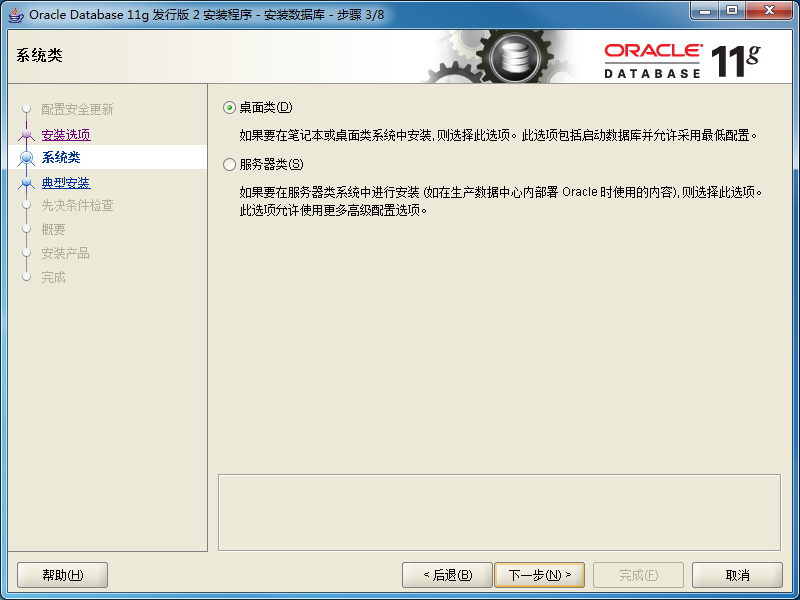 Oracle Database 11g 发行版 2 安装程序 - 安装数据库 - 步骤 3/8
系统类
ORACLE
DATABASE
11g
配置安全更新
安装选项
系统类
典型安装
先决条件检查
概要
安装产品
完成
桌面类(D)
如果要在笔记本或桌面类系统中安装,则选择此选项。此选项包括启动数据库并允许采用最低配置。
服务器类(S)
如果要在服务器类系统中进行安装 (如在生产数据中心内部署 Oracle 时使用的内容),则选择此选项。
此选项允许使用更多高级配置选项。
帮助(H)
< 后退(B)
下一步(N) >
完成(F)
取消